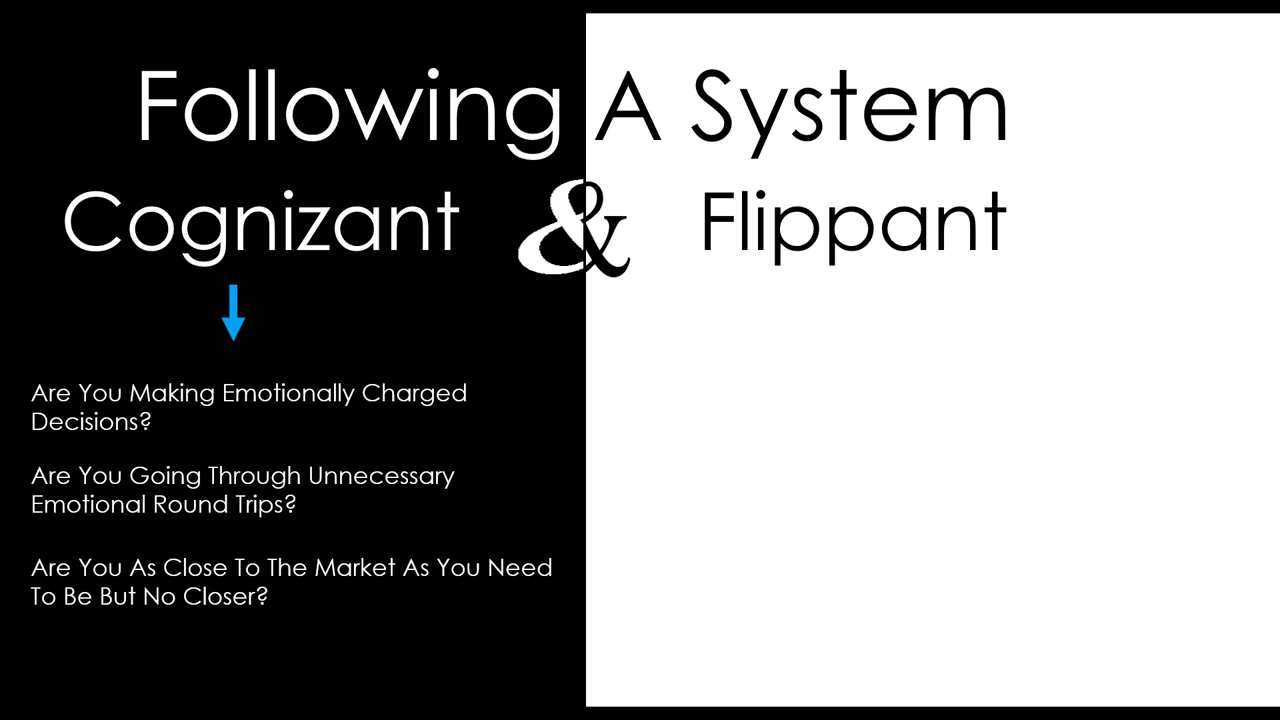 Following A System
Cognizant & Flippant
Are You Making Emotionally Charged
Decisions?
Are You Going Through Unnecessary
Emotional Round Trips?
Are You As Close To The Market As You Need
To Be But No Closer?